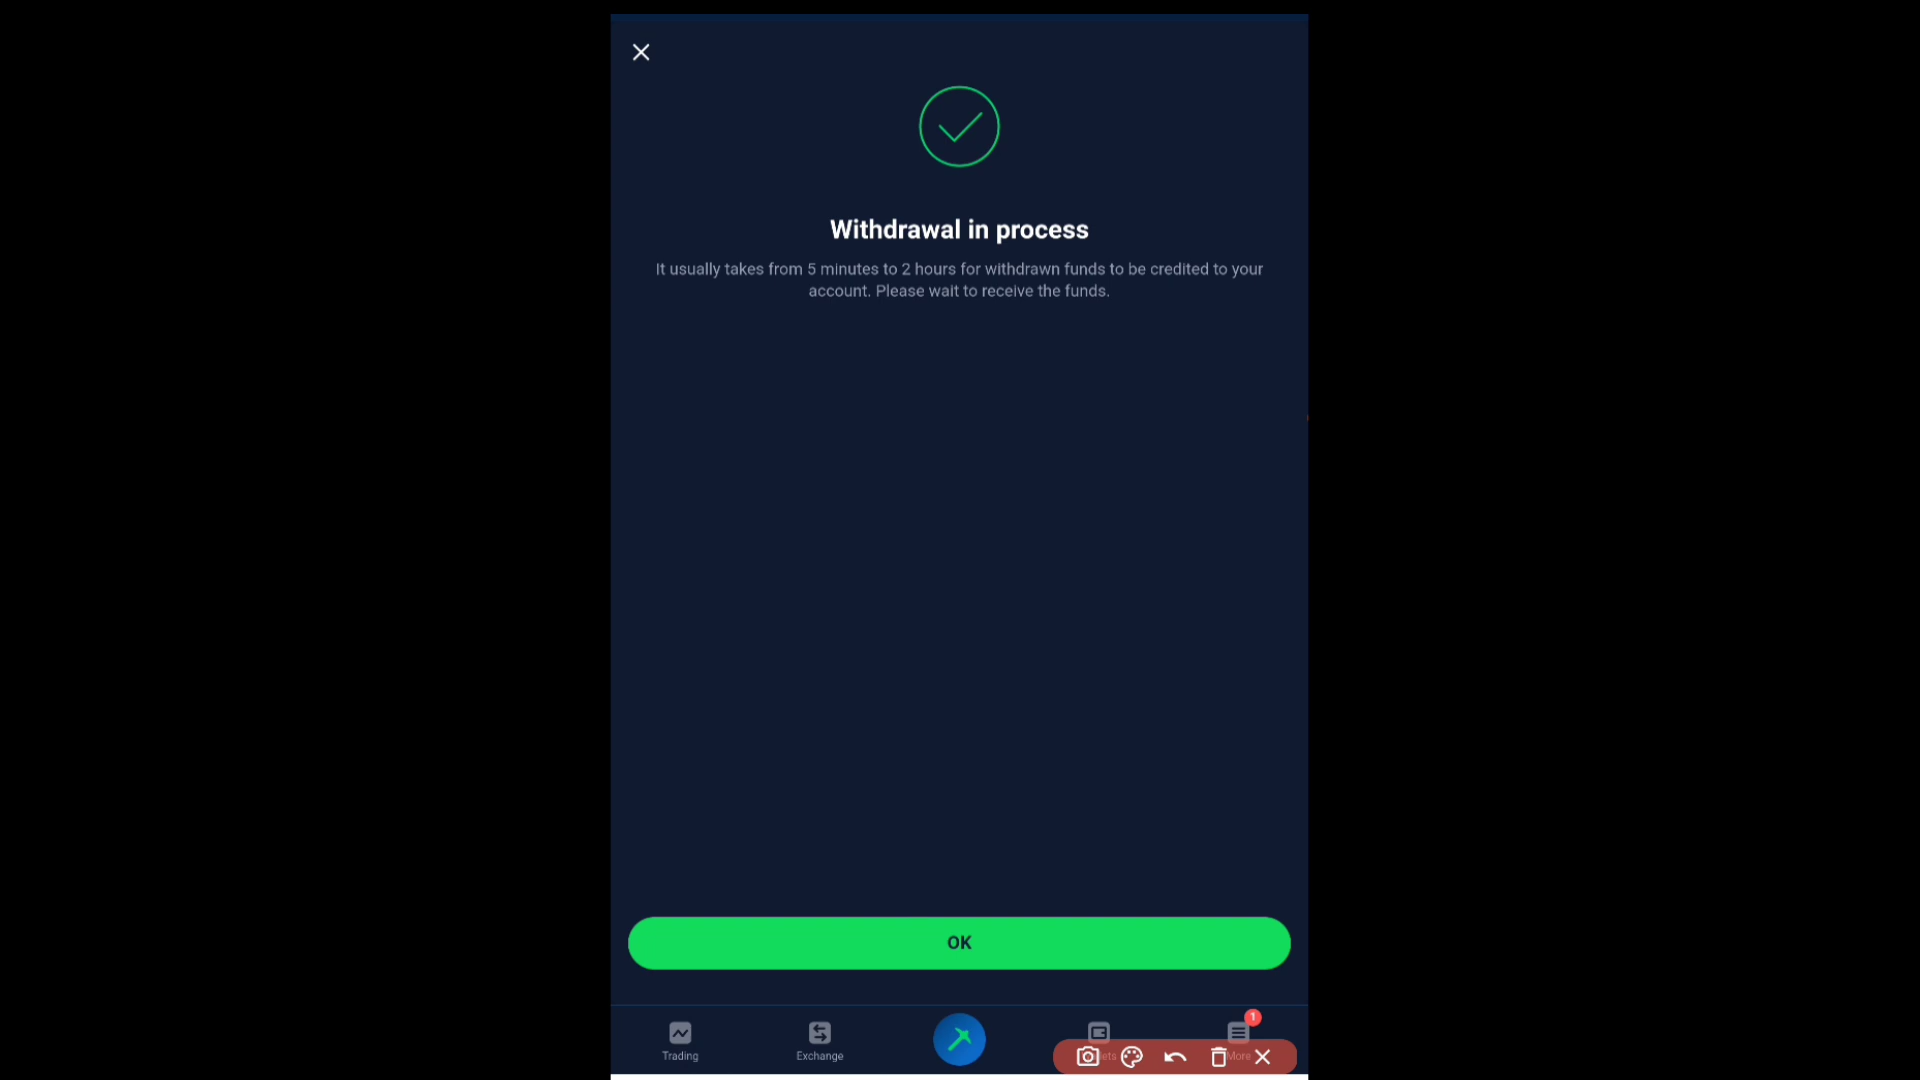 Withdrawal in process
It usually takes from 5 minutes to 2 hours for withdrawn funds to be credited to your
account. Please wait to receive the funds.
OK
1
Trading
Exchange
More